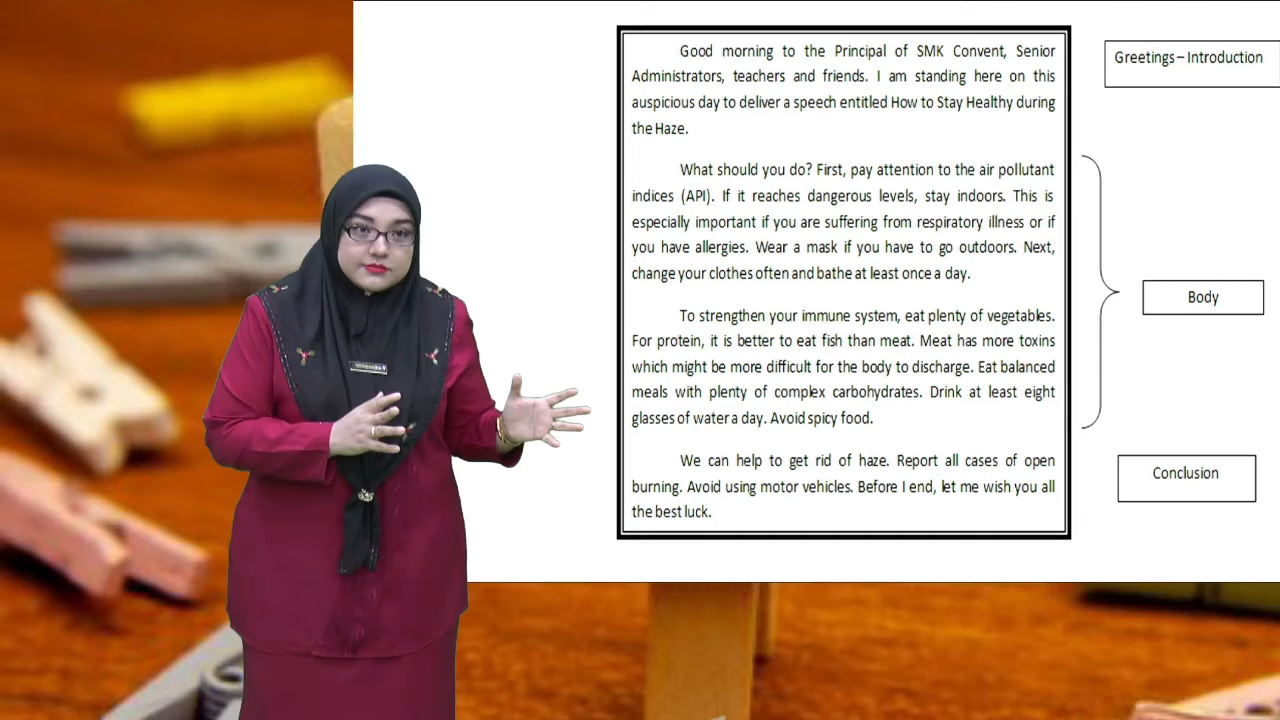 Good morning to the Principal of SMK Convent, Senior
Administrators, teachers and friends. I am standing here on this
auspicious day to deliver a speech entitled How to Stay Healthy during
the Haze.
What should you do? First, pay attention to the air pollutant
indices (API). If it reaches dangerous levels, stay indoors. This is
especially important if you are suffering from respiratory illness or if
you have allergies. Wear a mask if you have to go outdoors. Next,
change your clothes often and bathe at least once a day.
To strengthen your immune system, eat plenty of vegetables.
For protein, it is better to eat fish than meat. Meat has more toxins
which might be more difficult for the body to discharge. Eat balanced
meals with plenty of complex carbohydrates. Drink at least eight
glasses of water a day. Avoid spicy food.
We can help to get rid of haze. Report all cases of open
burning. Avoid using motor vehicles. Before I end, let me wish you all
the best luck.
Greetings – Introduction
Body
Conclusion